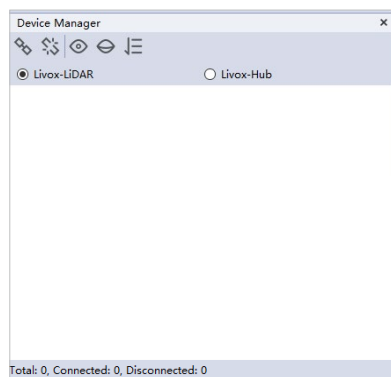 Device Manager
Livox-LiDAR
Livox-Hub
Total: 0, Connected: 0, Disconnected: 0